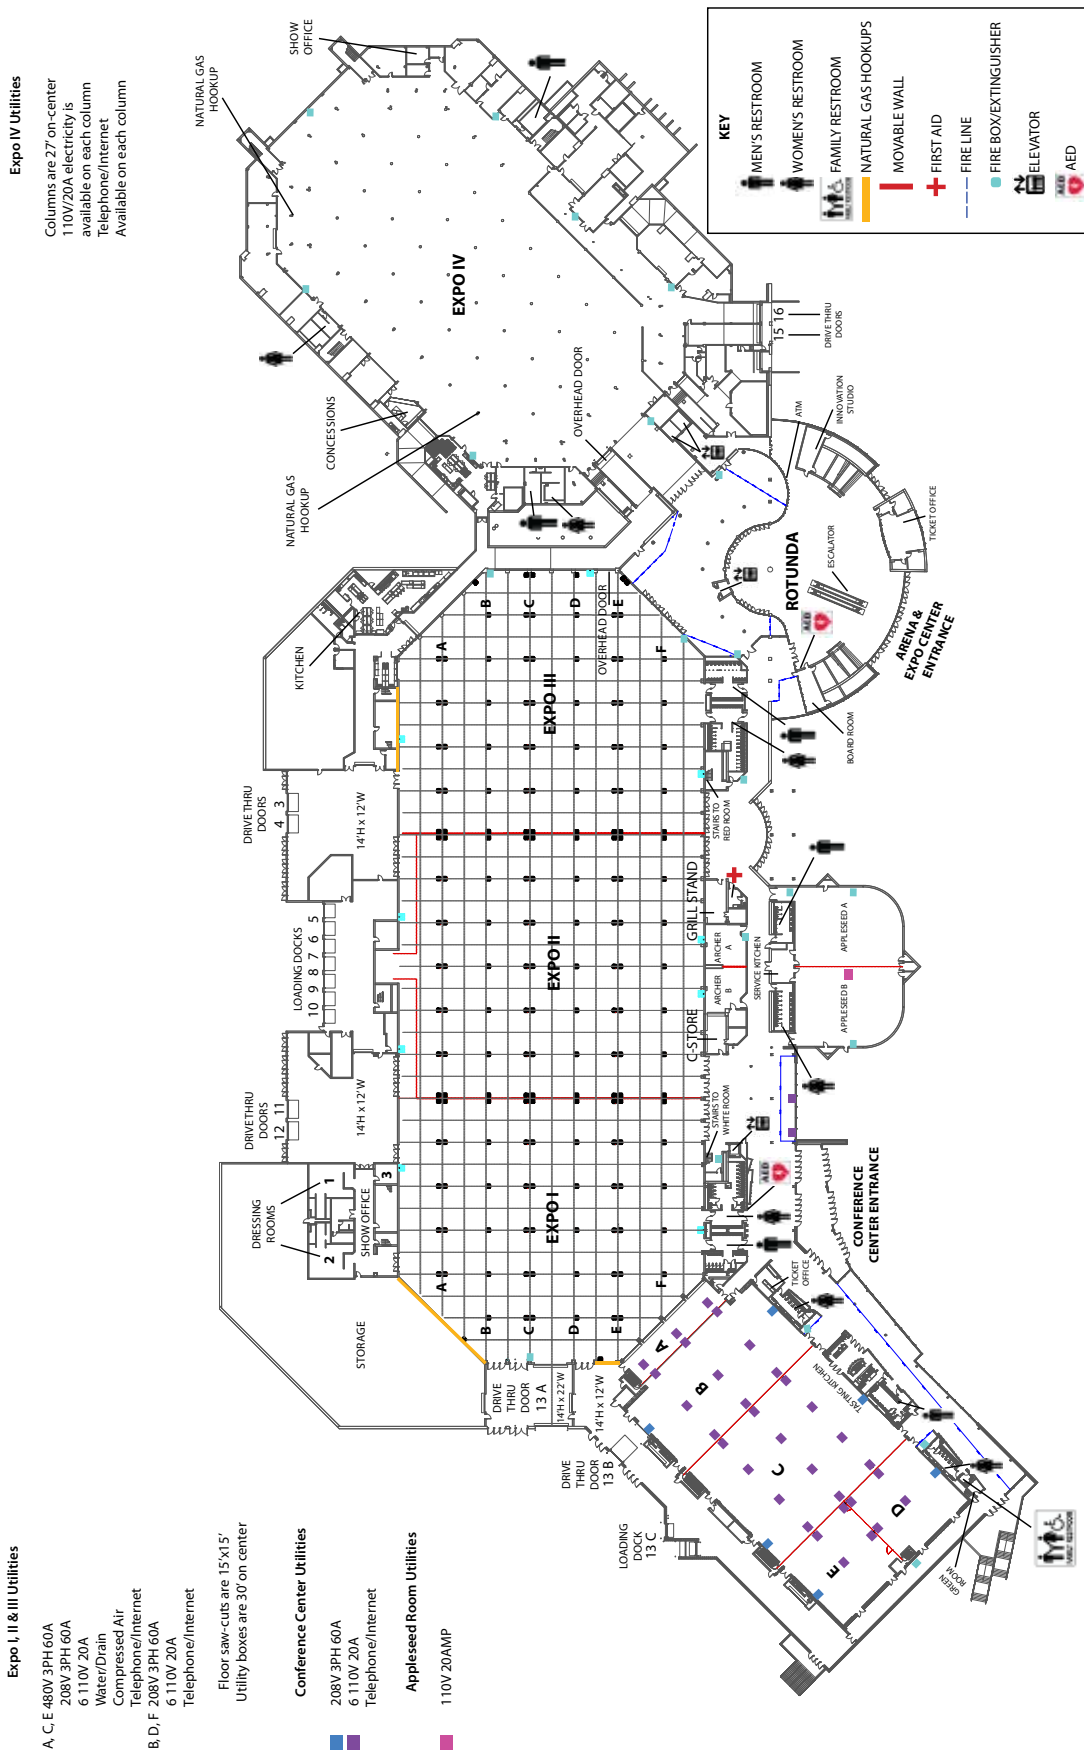 Expo I, II & III Utilities
A, C, E 480V 3PH 60A
208V 3PH 60A
6 110V 20A
Water/Drain
Compressed Air
Telephone/Internet
B, D, F 208V 3PH 60A
6 110V 20A
Telephone/Internet
Floor saw-cuts are 15'x15'
Utility boxes are 30' on center
Conference Center Utilities
208V 3PH 60A
6 110V 20A
Telephone/Internet
Appleseed Room Utilities
110V 20AMP
Expo IV Utilities
Columns are 27' on-center
110V/20A electricity is
available on each column
Telephone/Internet
Available on each column
STORAGE
DRESSING
ROOMS
2
1
SHOW OFFICE
3
DRIVE THRU
DOORS
12 11
14'H x 12'W
LOADING DOCKS
10 9 8 7 6 5
DRIVE THRU
DOORS
4 3
14'H x 12'W
KITCHEN
NATURAL GAS
HOOKUP
CONCESSIONS
NATURAL GAS
HOOKUP
SHOW
OFFICE
EXPO IV
OVERHEAD DOOR
OVERHEAD DOOR
15 16
DRIVE THRU
DOORS
A
B
C
D
E
F
EXPO I
EXPO II
EXPO III
A
B
C
D
E
F
DRIVE
THRU
DOOR
13 A
14'H x 22'W
14'H x 12'W
DRIVE
THRU
DOOR
13 B
LOADING
DOCK
13 C
A
B
C
D
E
GREEN
ROOM
TASTING KITCHEN
TICKET
OFFICE
CONFERENCE
CENTER ENTRANCE
STAIRS TO
WHITE ROOM
C-STORE
ARCHER
B
ARCHER
A
GRILL STAND
SERVICE KITCHEN
APPLESEED B
APPLESEED A
STAIRS TO
RED ROOM
BOARD ROOM
ARENA &
EXPO CENTER
ENTRANCE
ROTUNDA
ESCALATOR
TICKET OFFICE
ATM
INNOVATION
STUDIO
AED
AED
KEY
MEN'S RESTROOM
WOMEN'S RESTROOM
FAMILY RESTROOM
NATURAL GAS HOOKUPS
MOVABLE WALL
FIRST AID
FIRE LINE
FIRE BOX/EXTINGUISHER
ELEVATOR
AED
AED
FAMILY RESTROOM
FAMILY RESTROOM